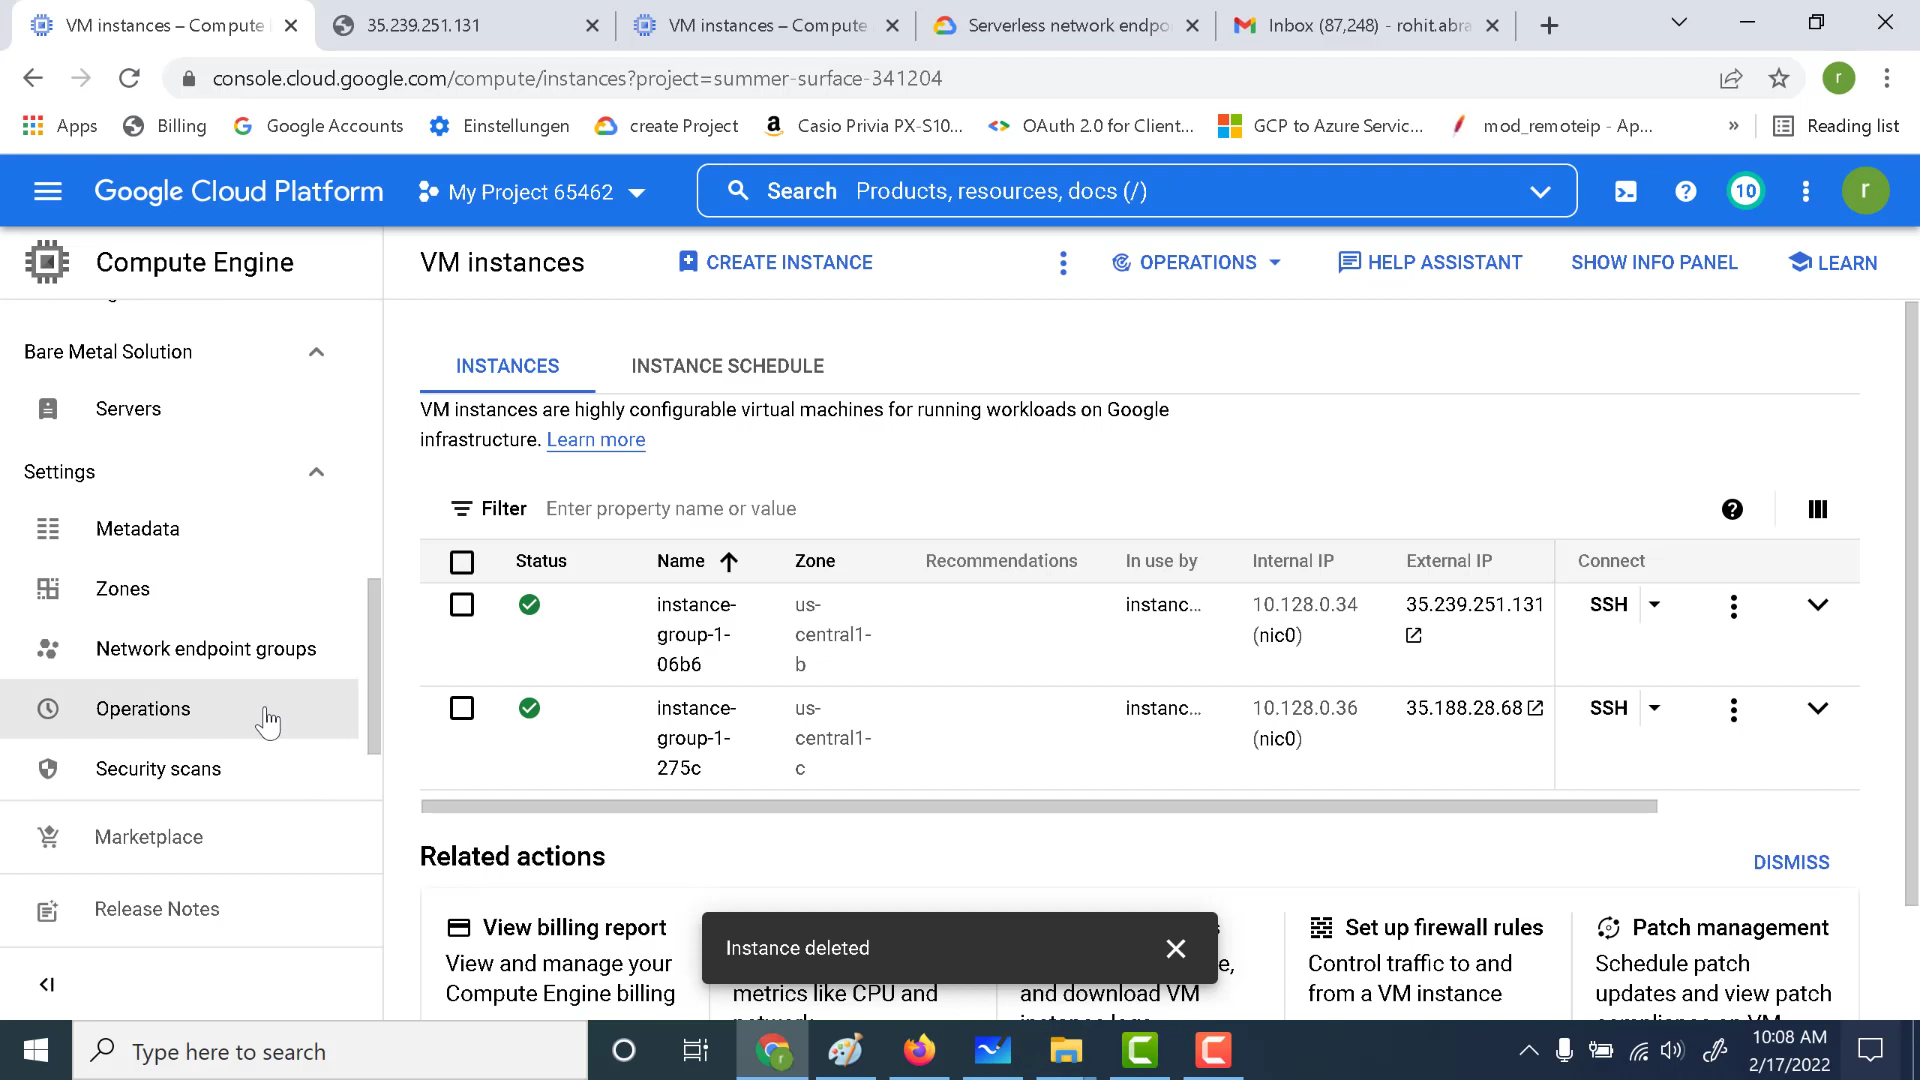 VM instances – Compute
35.239.251.131
VM instances – Compute
Serverless network endpo
Inbox (87,248) - rohit.abra
console.cloud.google.com/compute/instances?project=summer-surface-341204
r
Apps
Billing
Google Accounts
Einstellungen
create Project
Casio Privia PX-S10...
OAuth 2.0 for Client...
GCP to Azure Servic...
mod_remoteip - Ap...
»
Reading list
Google Cloud Platform
My Project 65462
Search Products, resources, docs (/)
10
r
Compute Engine
VM instances
CREATE INSTANCE
OPERATIONS
HELP ASSISTANT
SHOW INFO PANEL
LEARN
Bare Metal Solution
Servers
Settings
Metadata
Zones
Network endpoint groups
Operations
Security scans
Marketplace
Release Notes
INSTANCES
INSTANCE SCHEDULE
VM instances are highly configurable virtual machines for running workloads on Google
infrastructure. Learn more
Filter Enter property name or value
Status Name Zone Recommendations In use by Internal IP External IP Connect
instance- us- instanc... 10.128.0.34 35.239.251.131 SSH
group-1- central1- (nic0)
06b6 b
instance- us- instanc... 10.128.0.36 35.188.28.68 SSH
group-1- central1- (nic0)
275c c
Related actions
DISMISS
View billing report
View and manage your
Compute Engine billing
metrics like CPU and
and download VM
Set up firewall rules
Control traffic to and
from a VM instance
Patch management
Schedule patch
updates and view patch
Instance deleted
Type here to search
10:08 AM
2/17/2022